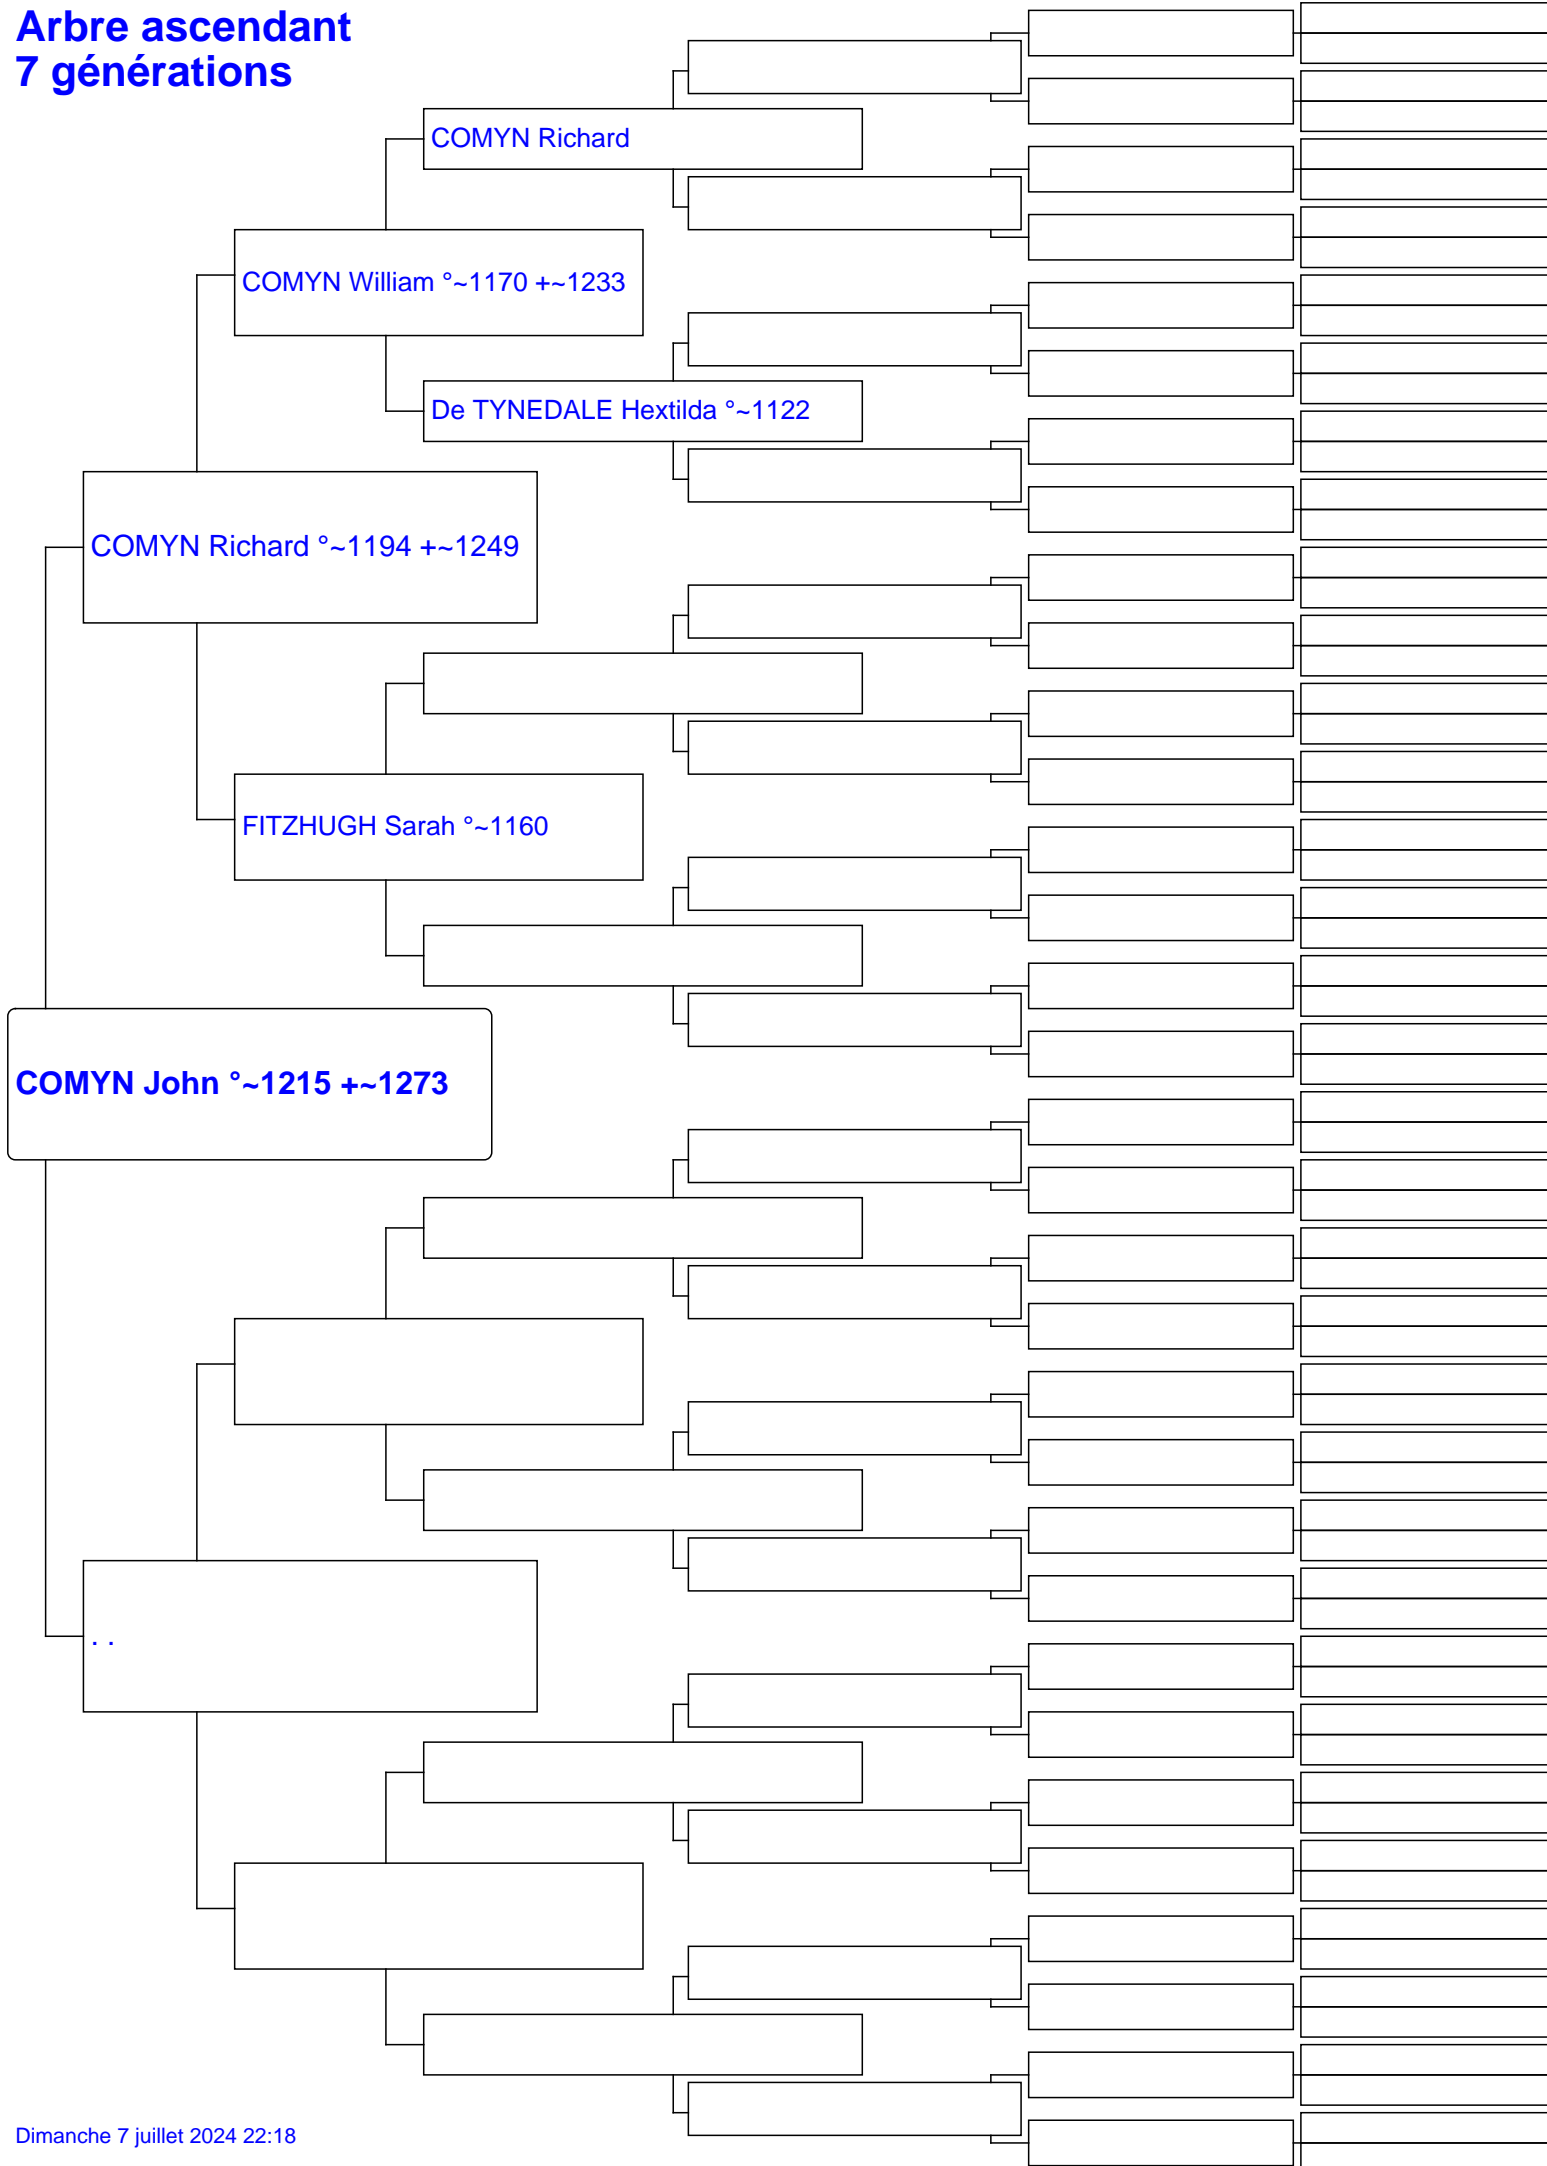 Arbre ascendant
7 générations
COMYN Richard
COMYN William °~1170 +~1233
De TYNEDALE Hextilda °~1122
COMYN Richard °~1194 +~1249
FITZHUGH Sarah °~1160
COMYN John °~1215 +~1273
. .
Dimanche 7 juillet 2024 22:18